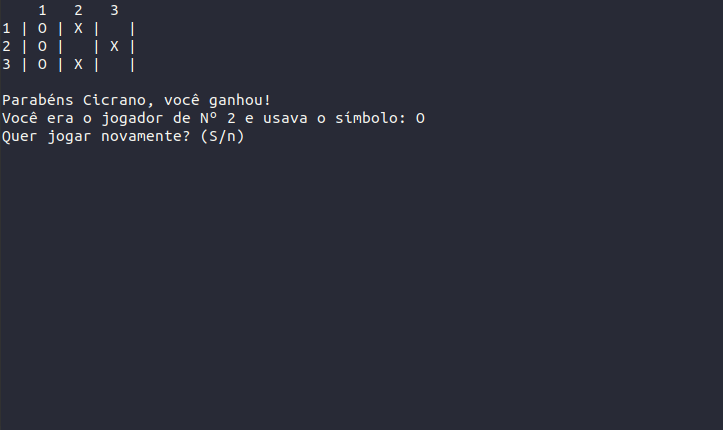 1   2   3
1 | O | X |   |
2 | O |   | X |
3 | O | X |   |
Parabéns Cicrano, você ganhou!
Você era o jogador de Nº 2 e usava o símbolo: O
Quer jogar novamente? (S/n)